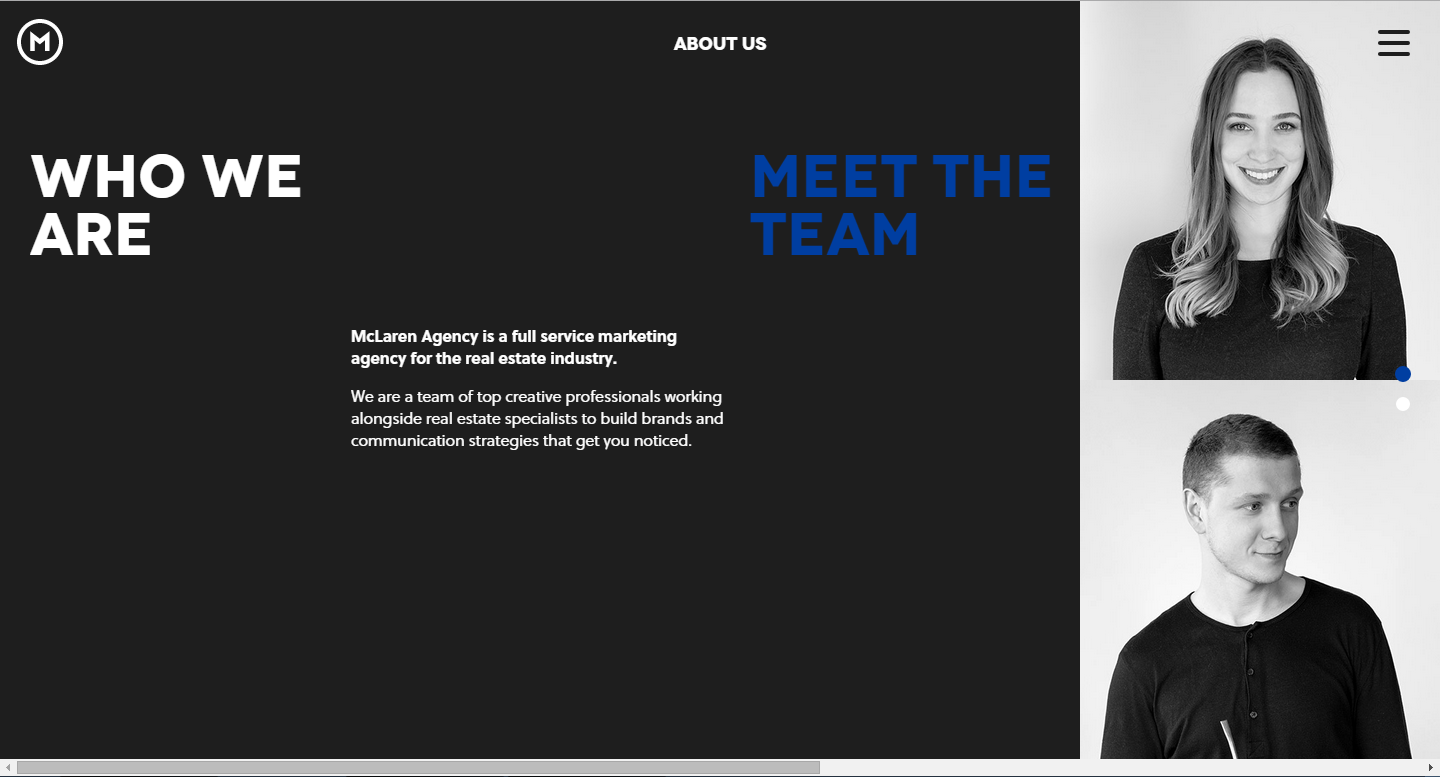 M
ABOUT US
WHO WE
ARE
MEET THE
TEAM
McLaren Agency is a full service marketing
agency for the real estate industry.
We are a team of top creative professionals working
alongside real estate specialists to build brands and
communication strategies that get you noticed.